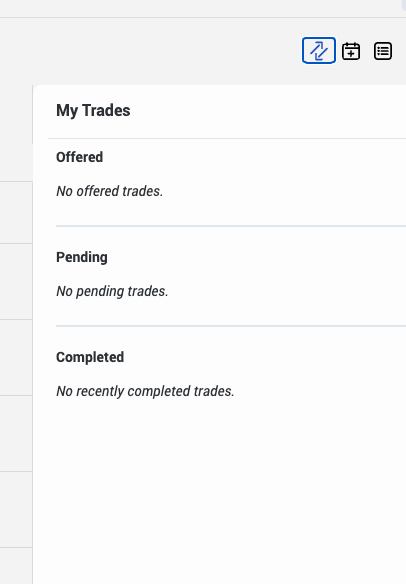 My Trades
Offered
No offered trades.
Pending
No pending trades.
Completed
No recently completed trades.